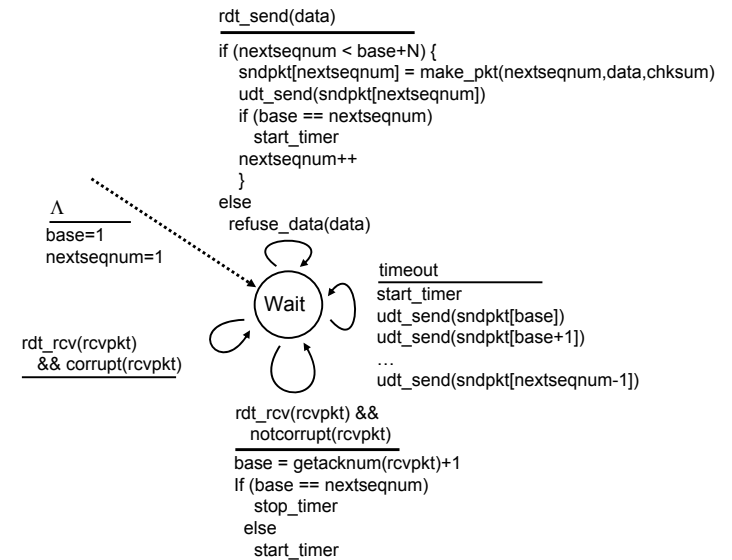 rdt_send(data)
if (nextseqnum < base+N) {
sndpkt[nextseqnum] = make_pkt(nextseqnum,data,chksum)
udt_send(sndpkt[nextseqnum])
if (base == nextseqnum)
start_timer
nextseqnum++
}
else
refuse_data(data)
Λ
base=1
nextseqnum=1
Wait
timeout
start_timer
udt_send(sndpkt[base])
udt_send(sndpkt[base+1])
…
udt_send(sndpkt[nextseqnum-1])
rdt_rcv(rcvpkt)
&& corrupt(rcvpkt)
rdt_rcv(rcvpkt) &&
notcorrupt(rcvpkt)
base = getacknum(rcvpkt)+1
If (base == nextseqnum)
stop_timer
else
start_timer